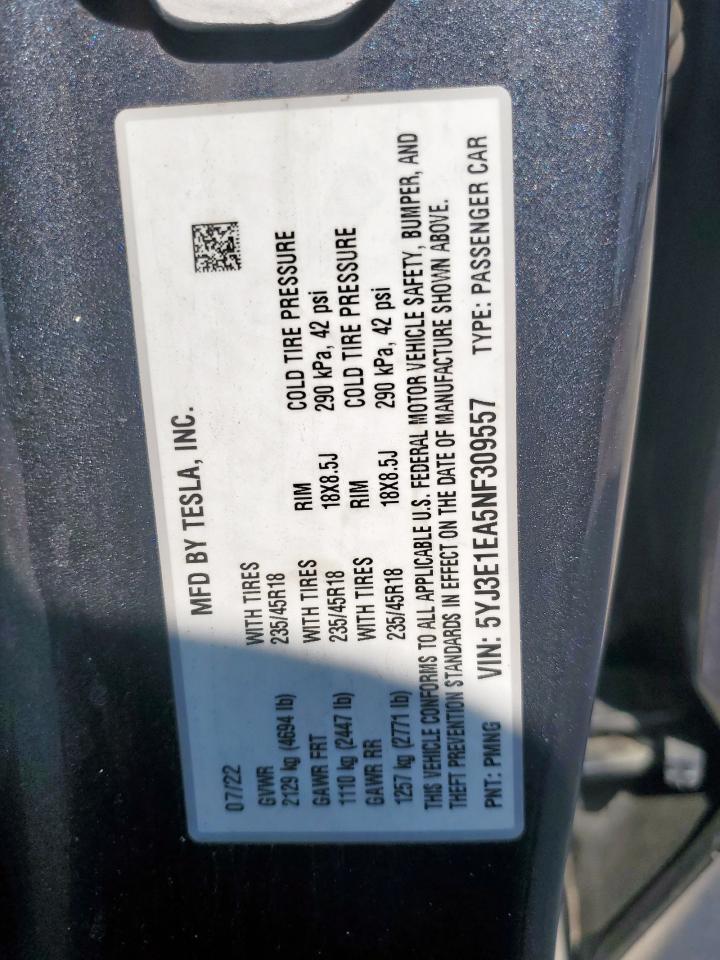 MFD BY TESLA, INC.
07/22
GVWR WITH TIRES RIM COLD TIRE PRESSURE
2129 kg (4694 lb) 235/45R18 18X8.5J 290 kPa, 42 psi
GAWR FRT WITH TIRES RIM COLD TIRE PRESSURE
1110 kg (2447 lb) 235/45R18 18X8.5J 290 kPa, 42 psi
GAWR RR WITH TIRES
1257 kg (2771 lb) 235/45R18
THIS VEHICLE CONFORMS TO ALL APPLICABLE U.S. FEDERAL MOTOR VEHICLE SAFETY, BUMPER, AND
THEFT PREVENTION STANDARDS IN EFFECT ON THE DATE OF MANUFACTURE SHOWN ABOVE.
PNT: PMNG VIN: 5YJ3E1EA5NF309557 TYPE: PASSENGER CAR